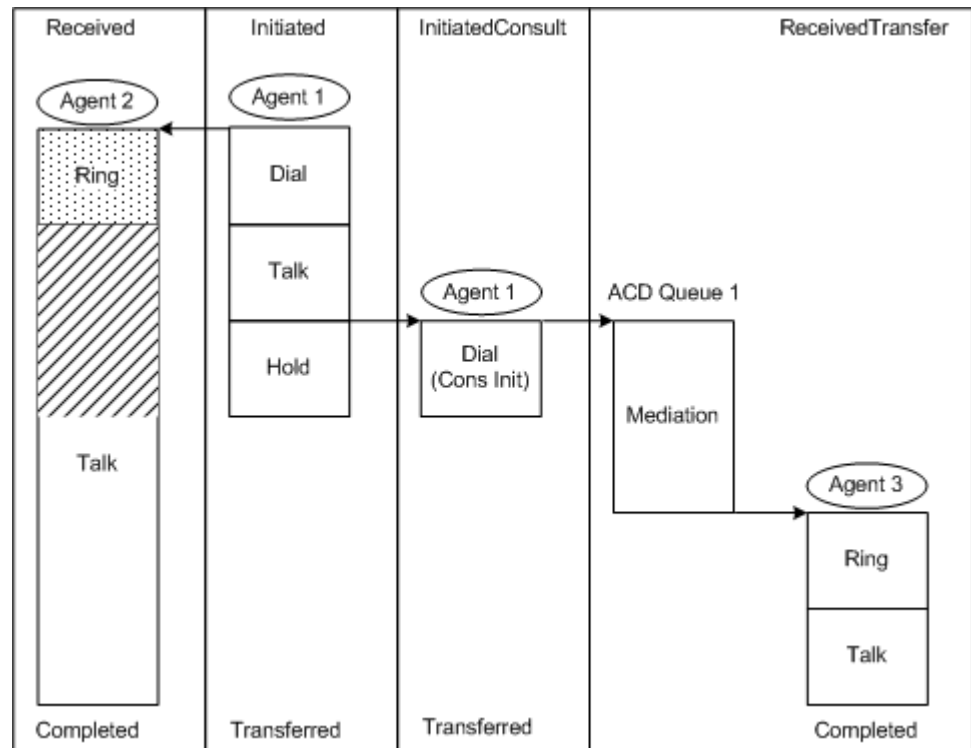 Received
Initiated
InitiatedConsult
ReceivedTransfer
Agent 2
Agent 1
Ring
Dial
Talk
Agent 1
ACD Queue 1
Hold
Dial
(Cons Init)
Mediation
Talk
Agent 3
Ring
Talk
Completed
Transferred
Transferred
Completed